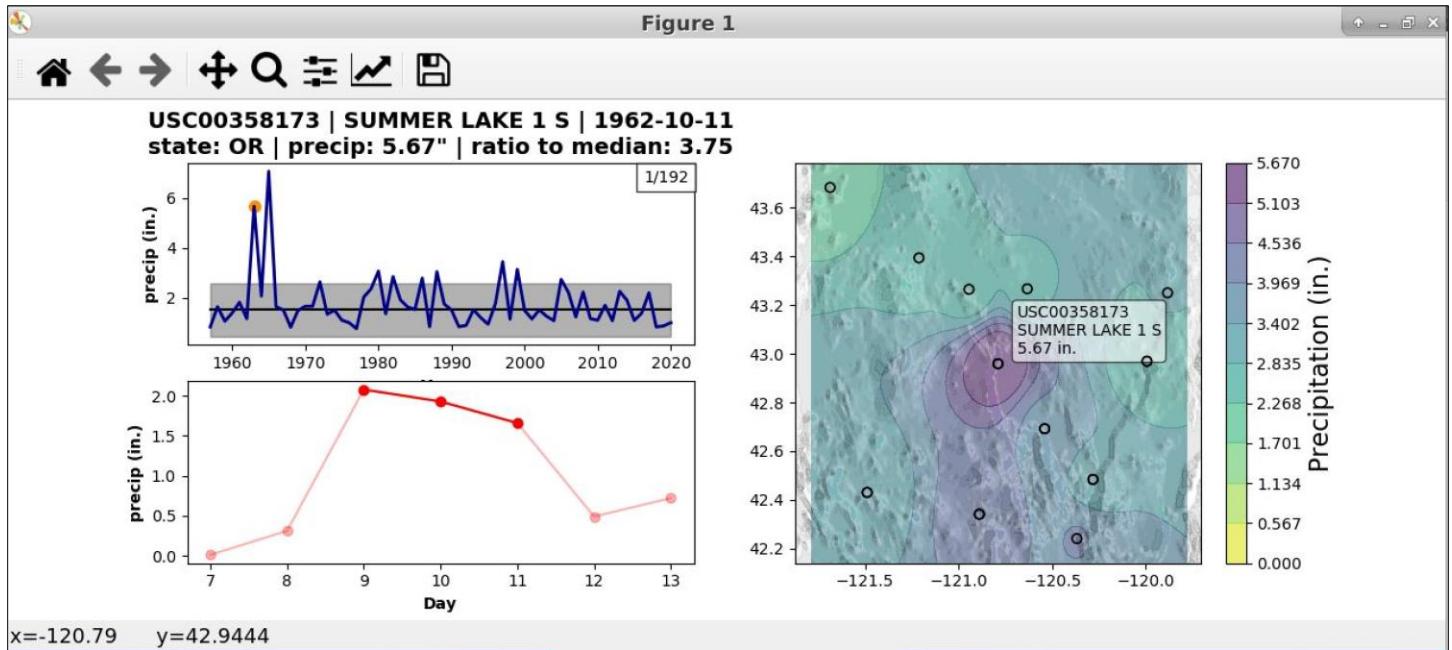 Figure 1
USC00358173 | SUMMER LAKE 1 S | 1962-10-11
state: OR | precip: 5.67" | ratio to median: 3.75
1/192
precip (in.)
6
4
2
1960 1970 1980 1990 2000 2010 2020
precip (in.)
2.0
1.5
1.0
0.5
0.0
7 8 9 10 11 12 13
Day
43.6
43.4
43.2
43.0
42.8
42.6
42.4
42.2
−121.5 −121.0 −120.5 −120.0
USC00358173
SUMMER LAKE 1 S
5.67 in.
5.670
5.103
4.536
3.969
3.402
2.835
2.268
1.701
1.134
0.567
0.000
Precipitation (in.)
x=-120.79 y=42.9444